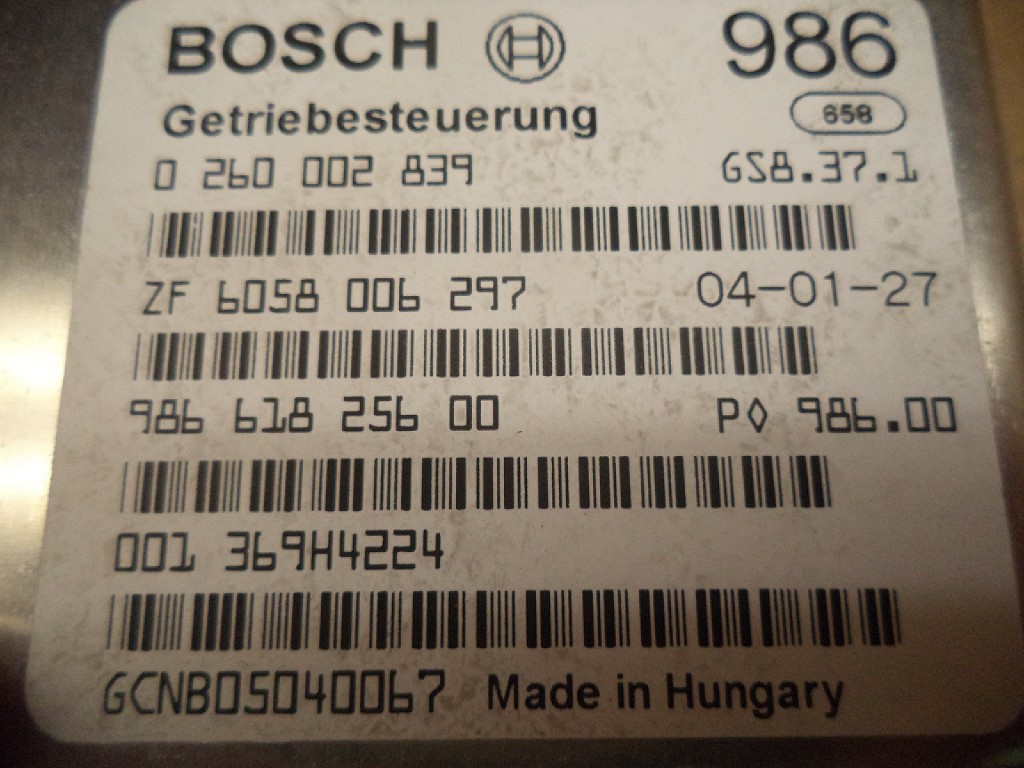 BOSCH 986
Getriebesteuerung 658
0 260 002 839 GS8.37.1
ZF 6058 006 297 04-01-27
986 618 256 00 P◊ 986.00
001 369H4224
GCNB05040067 Made in Hungary